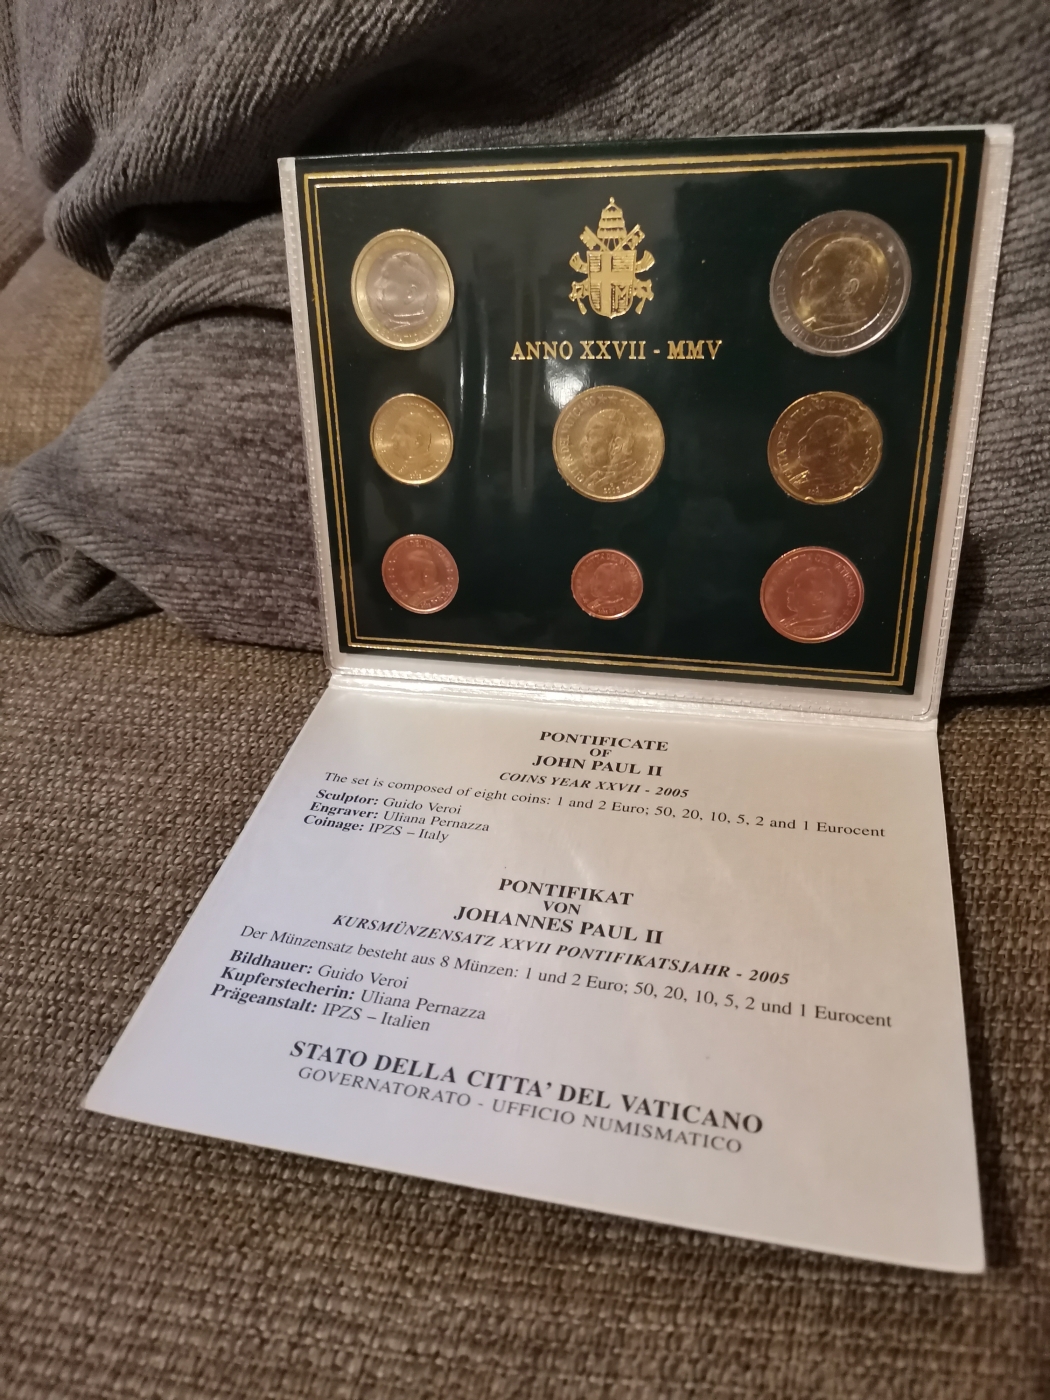 ANNO XXVII - MMV
PONTIFICATE
OF
JOHN PAUL II
COINS YEAR XXVII - 2005
The set is composed of eight coins: 1 and 2 Euro; 50, 20, 10, 5, 2 and 1 Eurocent
Sculptor: Guido Veroi
Engraver: Uliana Pernazza
Coinage: IPZS – Italy
PONTIFIKAT
VON
JOHANNES PAUL II
KURSMÜNZENSATZ XXVII PONTIFIKATSJAHR - 2005
Der Münzensatz besteht aus 8 Münzen: 1 und 2 Euro; 50, 20, 10, 5, 2 und 1 Eurocent
Bildhauer: Guido Veroi
Kupferstecherin: Uliana Pernazza
Prägeanstalt: IPZS – Italien
STATO DELLA CITTA' DEL VATICANO
GOVERNATORATO - UFFICIO NUMISMATICO